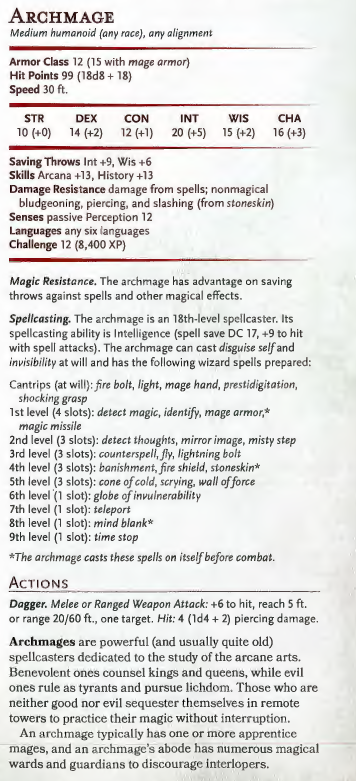 ARCHMAGE
Medium humanoid (any race), any alignment
Armor Class 12 (15 with mage armor)
Hit Points 99 (18d8 + 18)
Speed 30 ft.
STR DEX CON INT WIS CHA
10 (+0) 14 (+2) 12 (+1) 20 (+5) 15 (+2) 16 (+3)
Saving Throws Int +9, Wis +6
Skills Arcana +13, History +13
Damage Resistance damage from spells; nonmagical
bludgeoning, piercing, and slashing (from stoneskin)
Senses passive Perception 12
Languages any six languages
Challenge 12 (8,400 XP)
Magic Resistance. The archmage has advantage on saving
throws against spells and other magical effects.
Spellcasting. The archmage is an 18th-level spellcaster. Its
spellcasting ability is Intelligence (spell save DC 17, +9 to hit
with spell attacks). The archmage can cast disguise self and
invisibility at will and has the following wizard spells prepared:
Cantrips (at will): fire bolt, light, mage hand, prestidigitation,
shocking grasp
1st level (4 slots): detect magic, identify, mage armor,*
magic missile
2nd level (3 slots): detect thoughts, mirror image, misty step
3rd level (3 slots): counterspell, fly, lightning bolt
4th level (3 slots): banishment, fire shield, stoneskin*
5th level (3 slots): cone of cold, scrying, wall of force
6th level (1 slot): globe of invulnerability
7th level (1 slot): teleport
8th level (1 slot): mind blank*
9th level (1 slot): time stop
*The archmage casts these spells on itself before combat.
ACTIONS
Dagger. Melee or Ranged Weapon Attack: +6 to hit, reach 5 ft.
or range 20/60 ft., one target. Hit: 4 (1d4 + 2) piercing damage.
Archmages are powerful (and usually quite old)
spellcasters dedicated to the study of the arcane arts.
Benevolent ones counsel kings and queens, while evil
ones rule as tyrants and pursue lichdom. Those who are
neither good nor evil sequester themselves in remote
towers to practice their magic without interruption.
An archmage typically has one or more apprentice
mages, and an archmage's abode has numerous magical
wards and guardians to discourage interlopers.